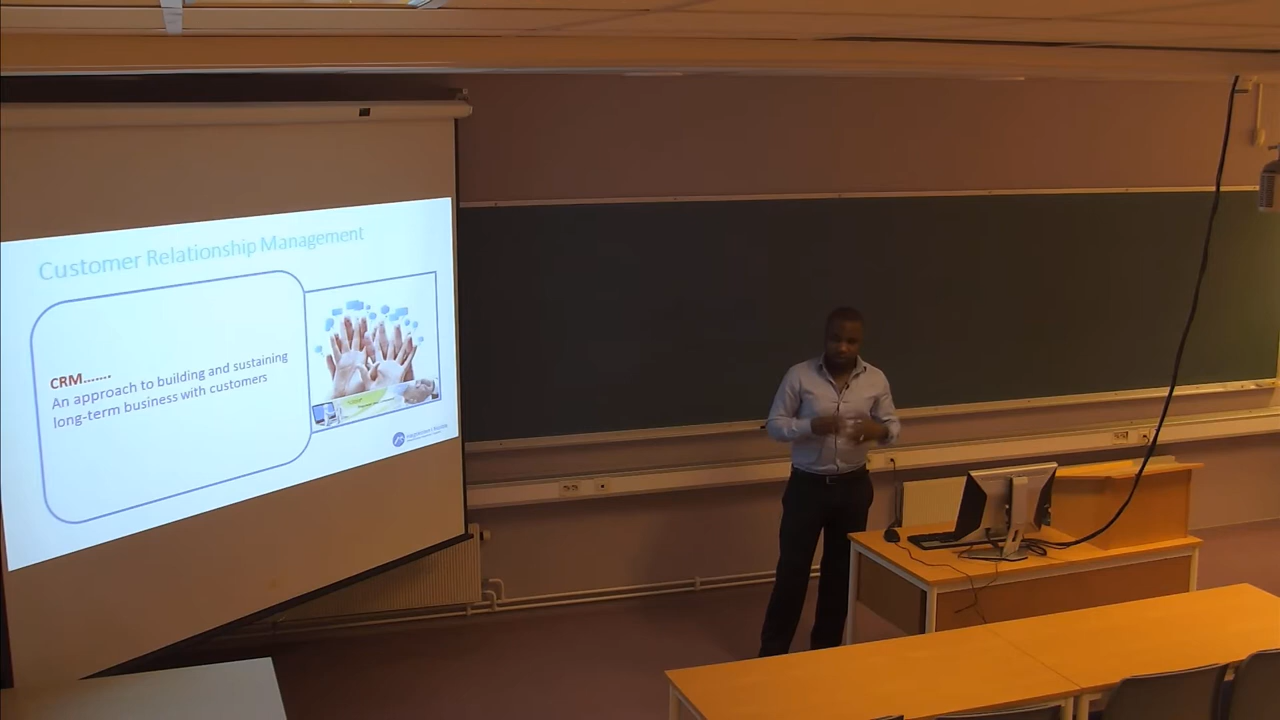 Customer Relationship Management
CRM…….
An approach to building and sustaining
long-term business with customers